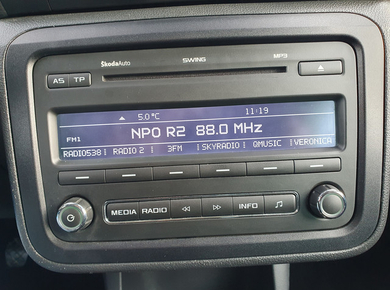 ŠkodaAuto SWING MP3
AS TP
5.0°C 11:19
FM1 NPO R2 88.0 MHz
RADIO538 RADIO 2 3FM SKYRADIO QMUSIC VERONICA
MEDIA RADIO INFO